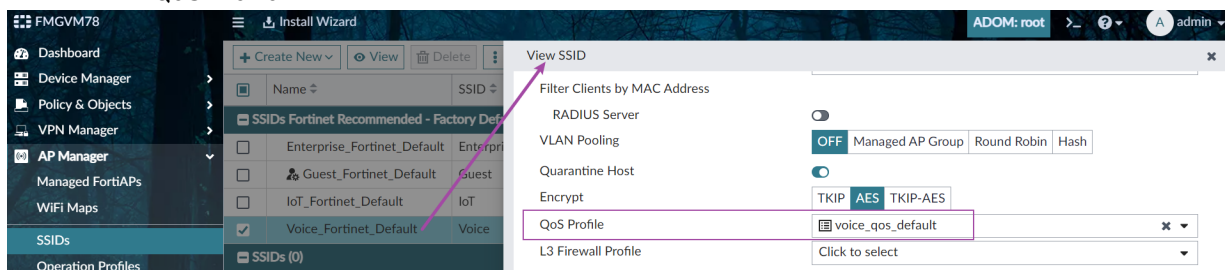 FMGVM78
Install Wizard
ADOM: root
>_
?
A admin
Dashboard
Device Manager
Policy & Objects
VPN Manager
AP Manager
Managed FortiAPs
WiFi Maps
SSIDs
Operation Profiles
+ Create New
View
Delete
Name
SSID
SSIDs Fortinet Recommended - Factory Defa
Enterprise_Fortinet_Default Enterpri
Guest_Fortinet_Default Guest
IoT_Fortinet_Default IoT
Voice_Fortinet_Default Voice
SSIDs (0)
View SSID
Filter Clients by MAC Address
RADIUS Server
VLAN Pooling OFF Managed AP Group Round Robin Hash
Quarantine Host
Encrypt TKIP AES TKIP-AES
QoS Profile voice_qos_default
L3 Firewall Profile Click to select